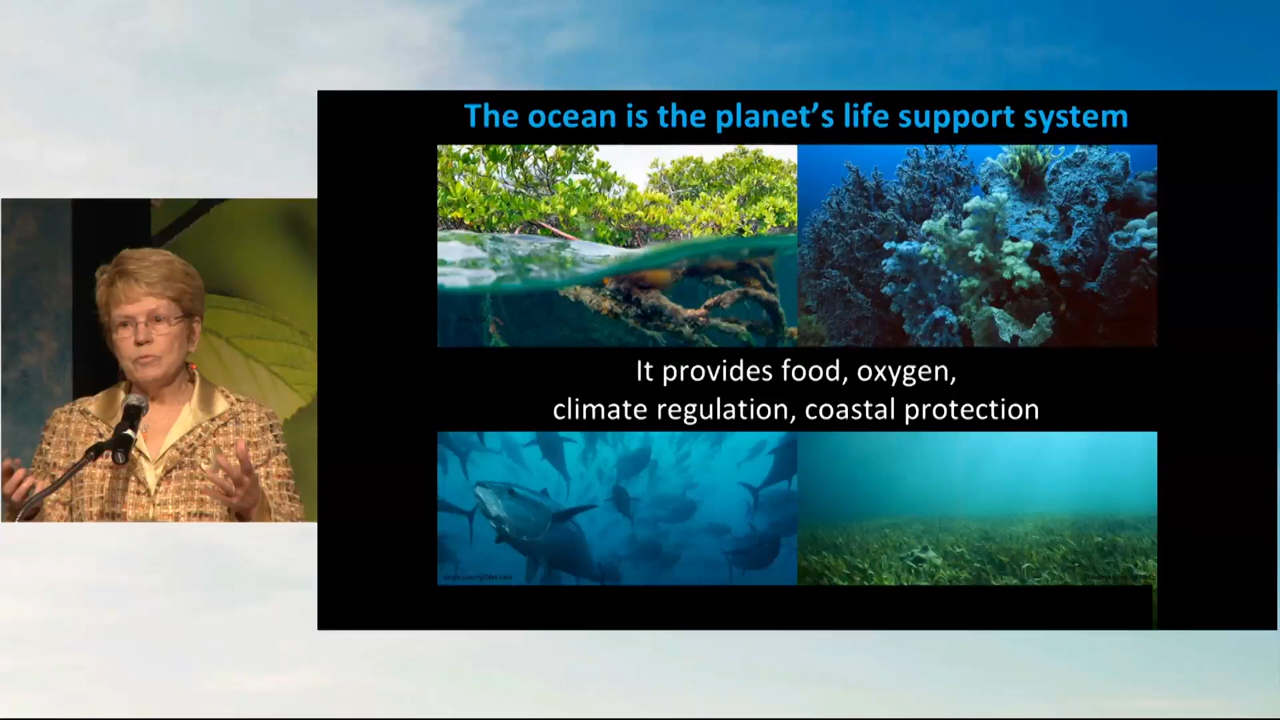 The ocean is the planet's life support system
It provides food, oxygen,
climate regulation, coastal protection